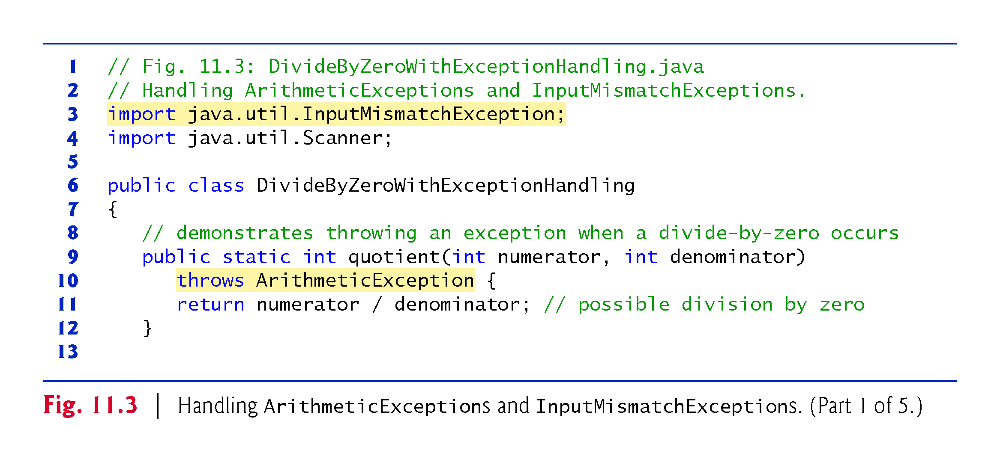 1 // Fig. 11.3: DivideByZeroWithExceptionHandling.java
2 // Handling ArithmeticExceptions and InputMismatchExceptions.
3 import java.util.InputMismatchException;
4 import java.util.Scanner;
5
6 public class DivideByZeroWithExceptionHandling
7 {
8    // demonstrates throwing an exception when a divide-by-zero occurs
9    public static int quotient(int numerator, int denominator)
10      throws ArithmeticException {
11      return numerator / denominator; // possible division by zero
12   }
13
Fig. 11.3 | Handling ArithmeticExceptions and InputMismatchExceptions. (Part 1 of 5.)